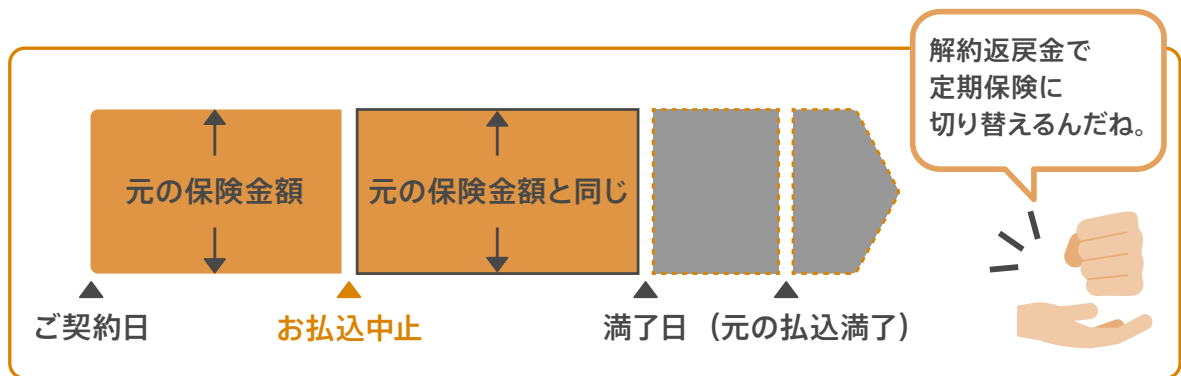 解約返戻金で
定期保険に
切り替えるんだね。
元の保険金額
元の保険金額と同じ
ご契約日
お払込中止
満了日
（元の払込満了）